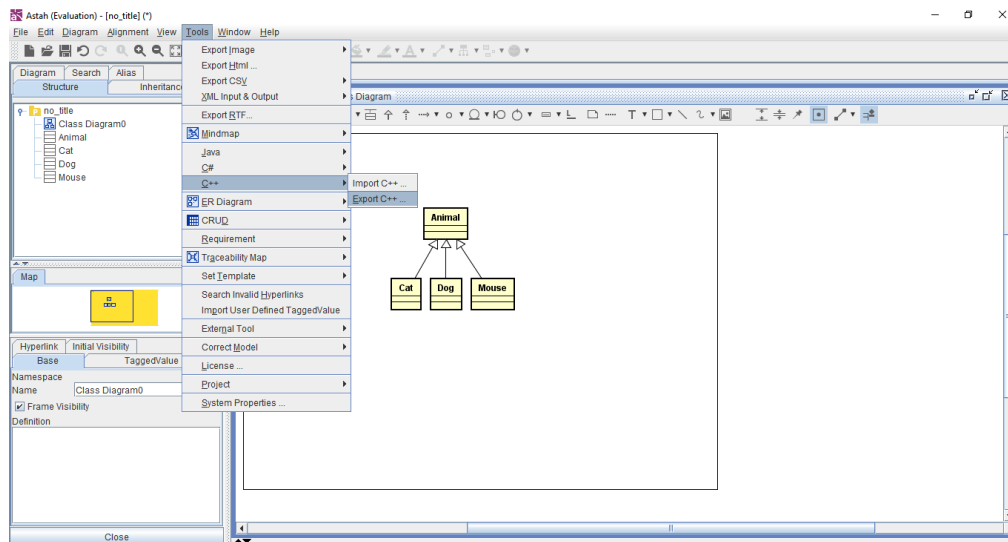 Astah (Evaluation) - [no_title] (*)
File Edit Diagram Alignment View Tools Window Help
Diagram Search Alias
Structure Inheritance
no_title
Class Diagram0
Animal
Cat
Dog
Mouse
Map
Hyperlink Initial Visibility
Base TaggedValue
Namespace
Name Class Diagram0
Frame Visibility
Definition
Close
Export Image
Export Html ...
Export CSV
XML Input & Output
Export RTF...
Mindmap
Java
C#
C++
ER Diagram
CRUD
Requirement
Traceability Map
Set Template
Search Invalid Hyperlinks
Import User Defined TaggedValue
External Tool
Correct Model
License ...
Project
System Properties ...
Import C++ ...
Export C++ ...
Diagram
Animal
Cat Dog Mouse